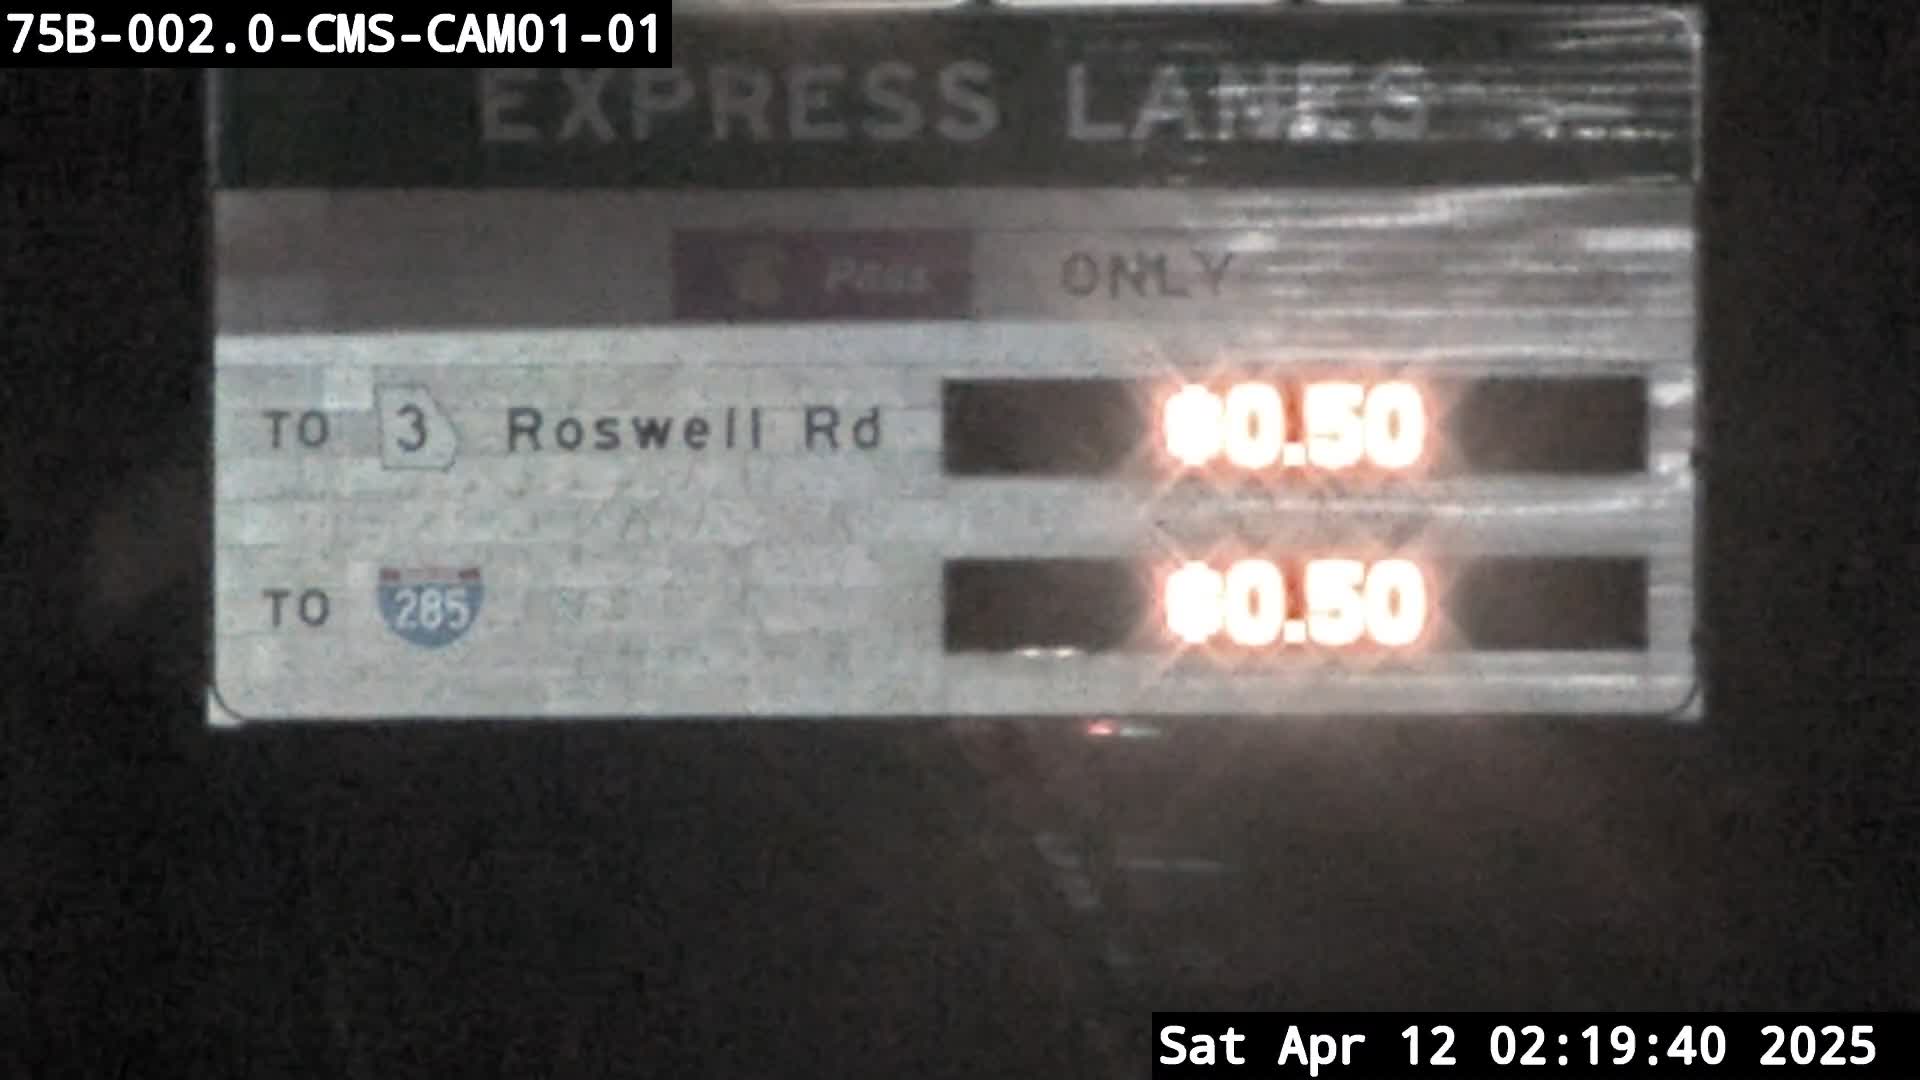 75B-002.0-CMS-CAM01-01
EXPRESS LANES
Pass ONLY
TO 3 Roswell Rd $0.50
TO 285 $0.50
Sat Apr 12 02:19:40 2025